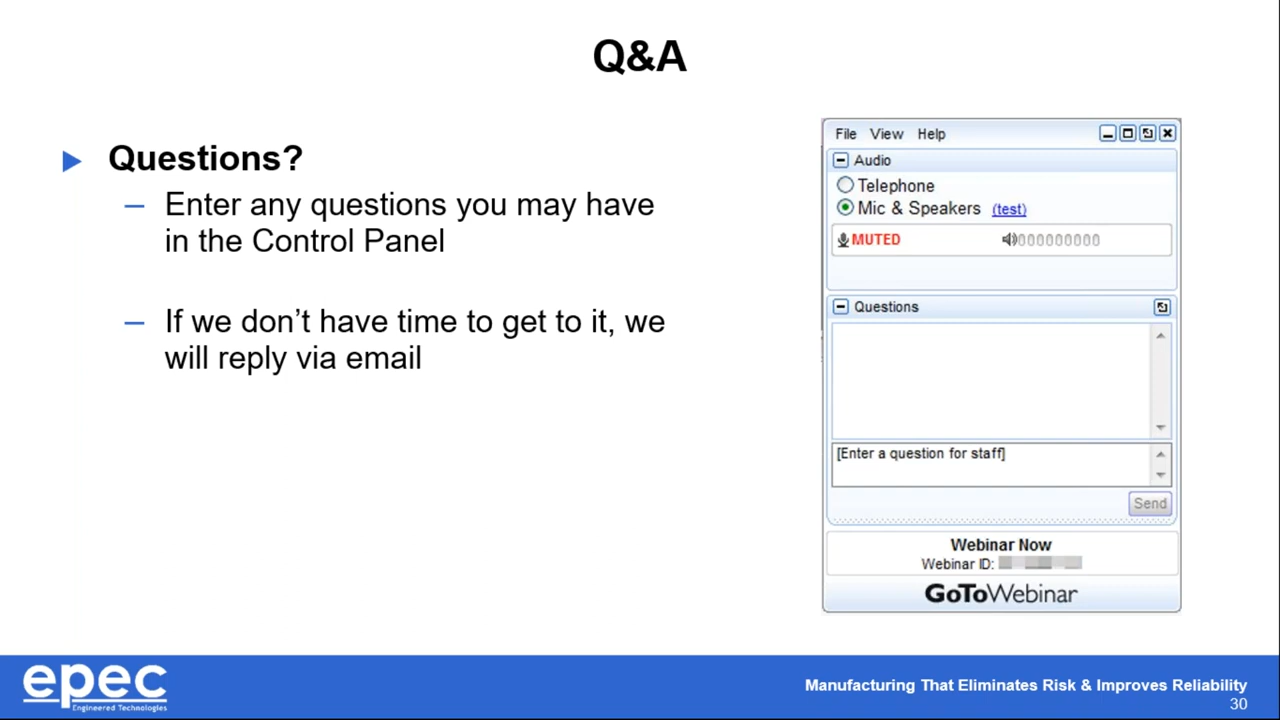 Q&A
Questions?
– Enter any questions you may have
in the Control Panel
– If we don’t have time to get to it, we
will reply via email
File View Help
Audio
Telephone
Mic & Speakers (test)
MUTED
Questions
[Enter a question for staff]
Send
Webinar Now
Webinar ID:
GoToWebinar
epec
Engineered Technologies
Manufacturing That Eliminates Risk & Improves Reliability
30